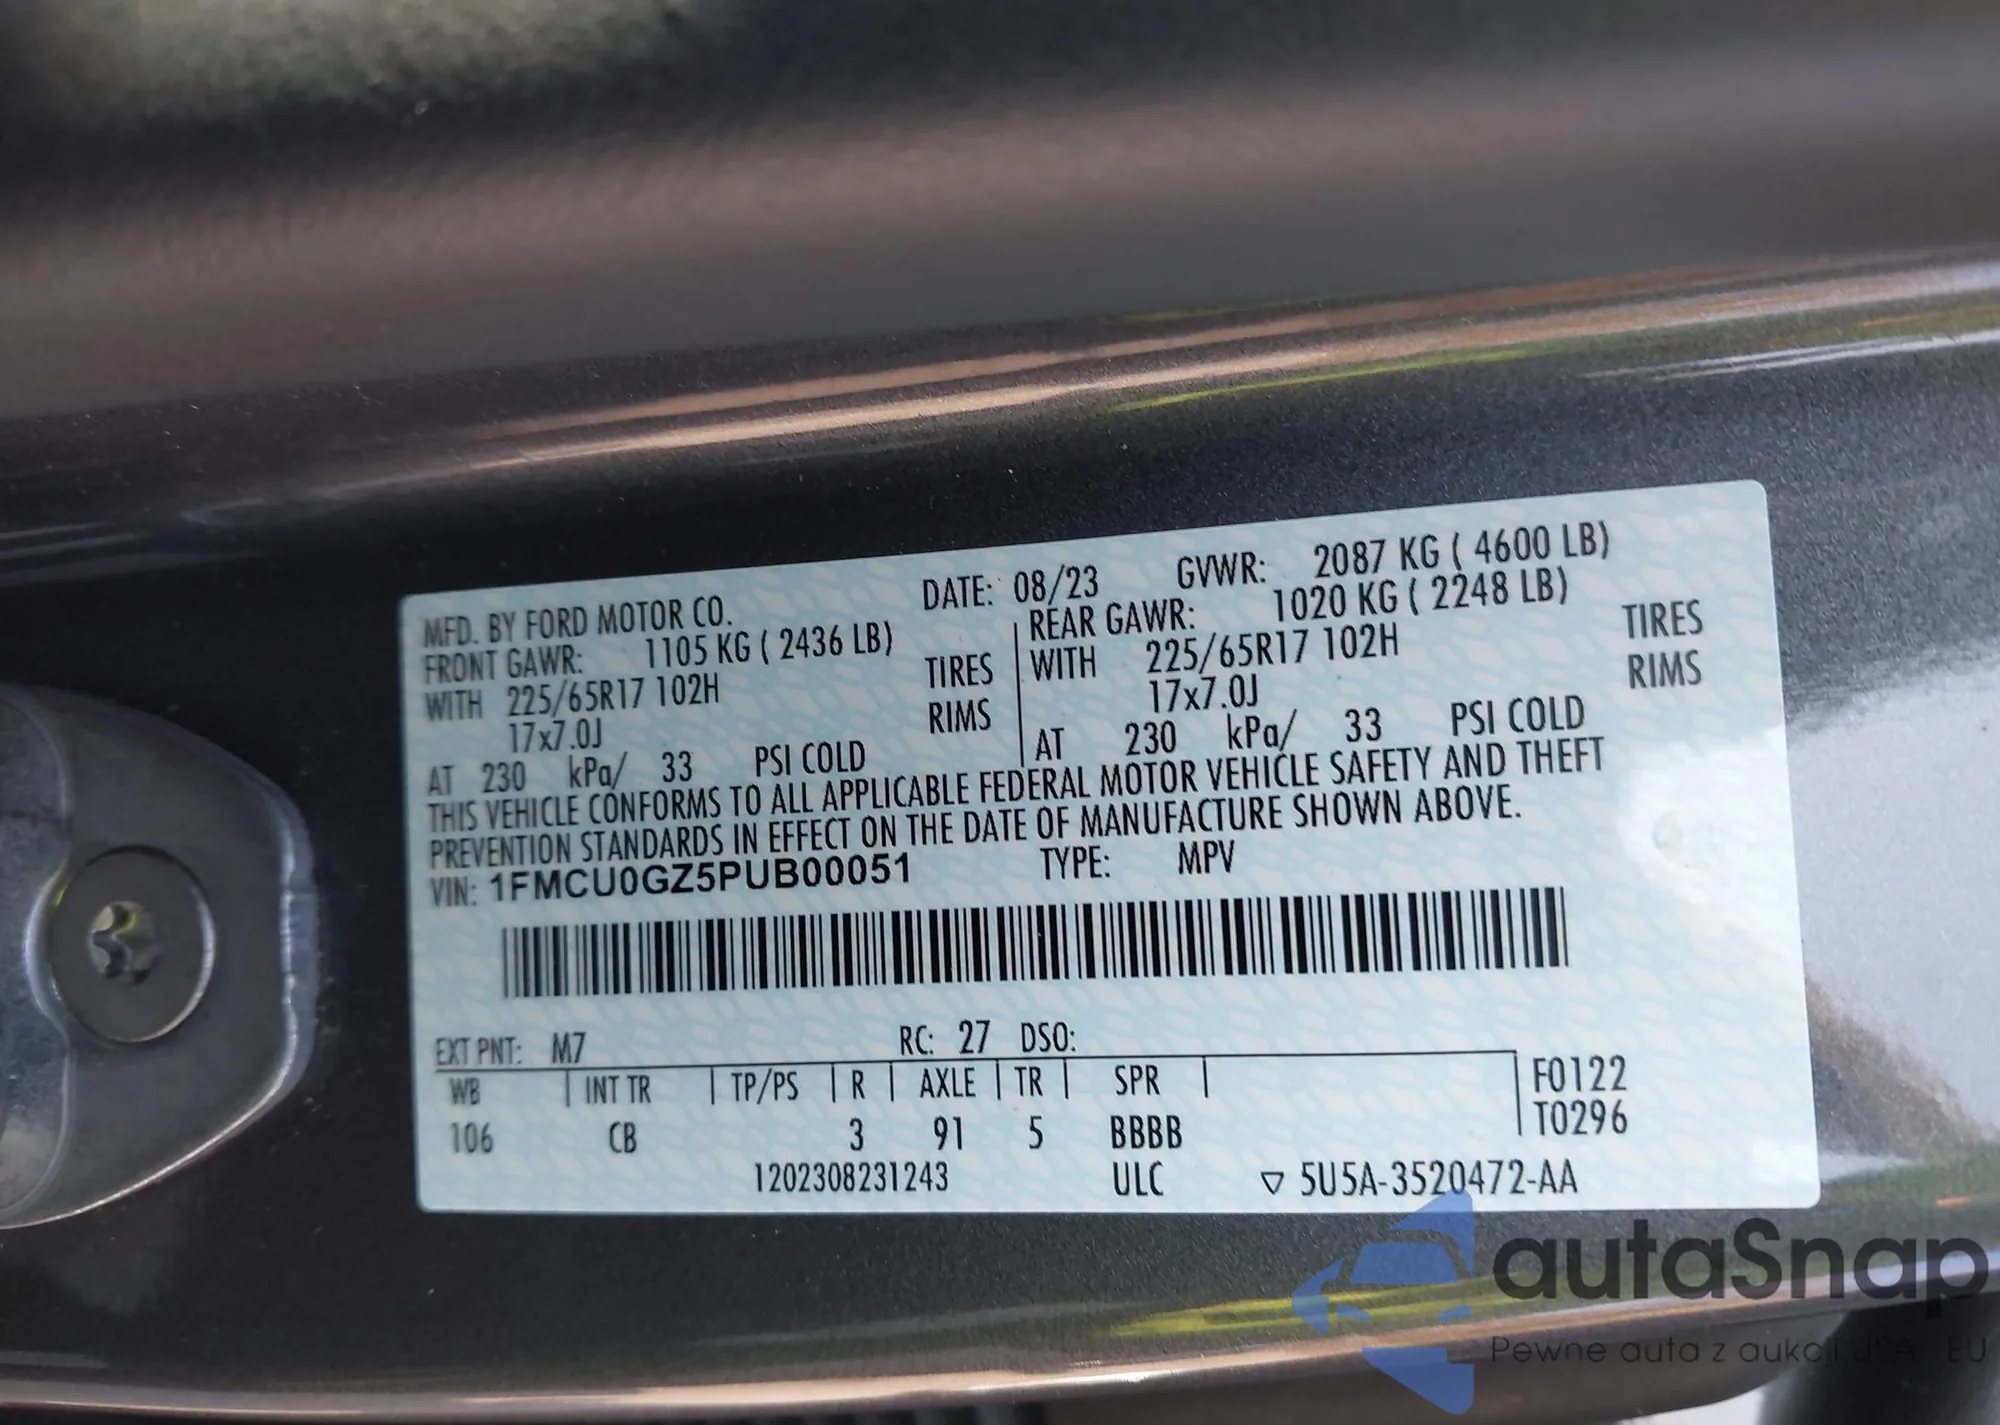 MFD. BY FORD MOTOR CO. DATE: 08/23 GVWR: 2087 KG ( 4600 LB)
FRONT GAWR: 1105 KG ( 2436 LB) REAR GAWR: 1020 KG ( 2248 LB)
WITH 225/65R17 102H TIRES WITH 225/65R17 102H TIRES
17x7.0J RIMS 17x7.0J RIMS
AT 230 kPa/ 33 PSI COLD AT 230 kPa/ 33 PSI COLD
THIS VEHICLE CONFORMS TO ALL APPLICABLE FEDERAL MOTOR VEHICLE SAFETY AND THEFT
PREVENTION STANDARDS IN EFFECT ON THE DATE OF MANUFACTURE SHOWN ABOVE.
VIN: 1FMCU0GZ5PUB00051 TYPE: MPV
EXT PNT: M7 RC: 27 DSO:
WB INT TR TP/PS R AXLE TR SPR F0122
106 CB 3 91 5 BBBB T0296
1202308231243 ULC ▽ 5U5A-3520472-AA
autaSnap
Pewne auta z aukcji USA EU